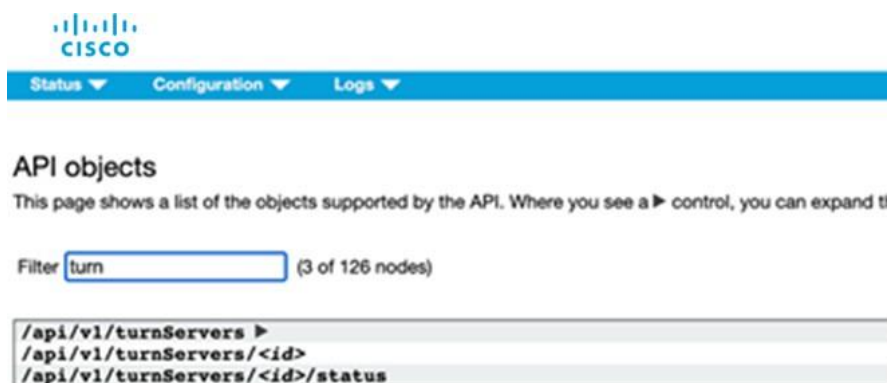 CISCO
Status Configuration Logs
API objects
This page shows a list of the objects supported by the API. Where you see a ▶ control, you can expand
Filter turn (3 of 126 nodes)
/api/v1/turnServers ▶
/api/v1/turnServers/<id>
/api/v1/turnServers/<id>/status